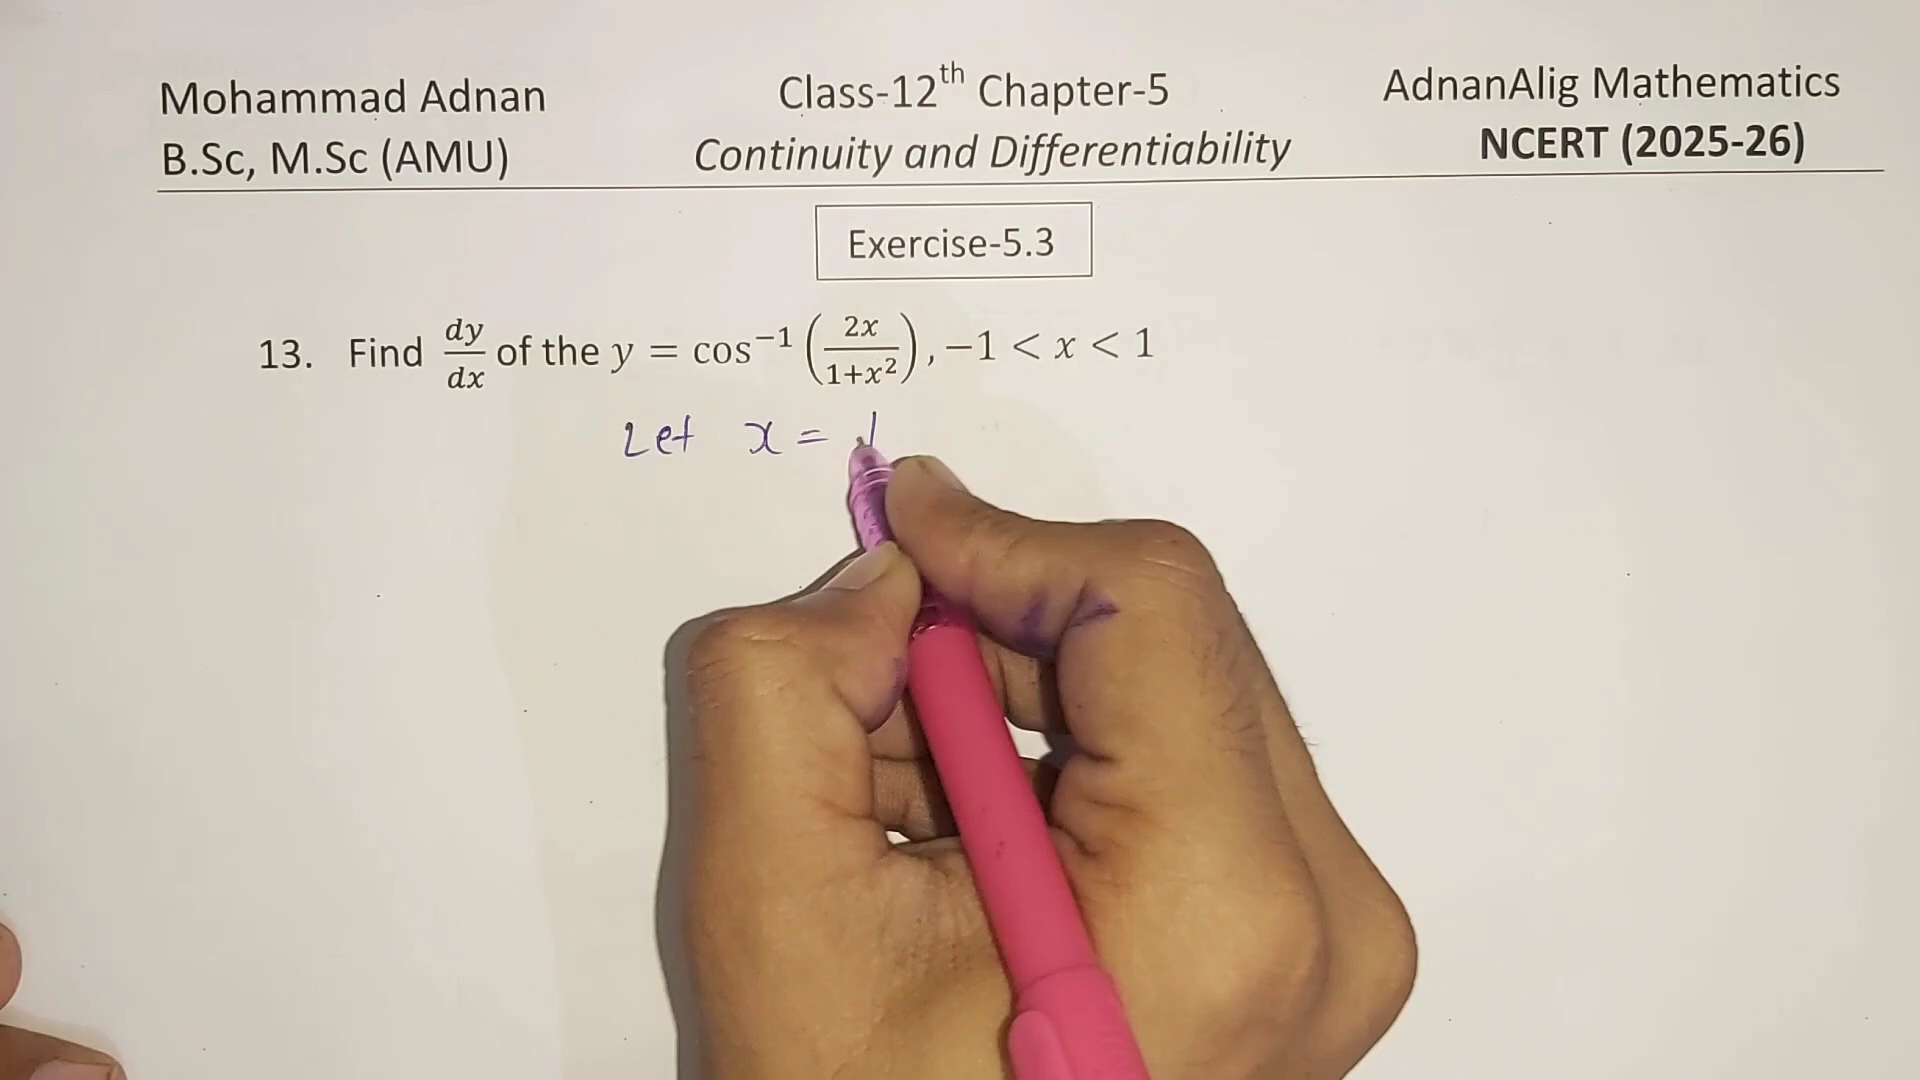 Mohammad Adnan Class-12th Chapter-5 AdnanAlig Mathematics
B.Sc, M.Sc (AMU) Continuity and Differentiability NCERT (2025-26)
Exercise-5.3
13. Find dy/dx of the y = cos⁻¹(2x/(1+x²)), −1 < x < 1
Let x =